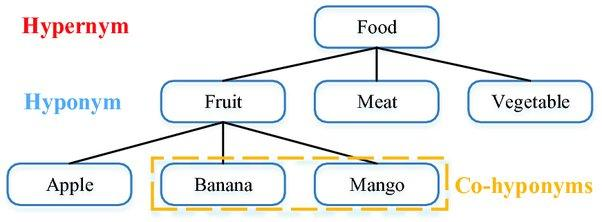 Hypernym
Food
Hyponym
Fruit
Meat
Vegetable
Apple
Banana
Mango
Co-hyponyms